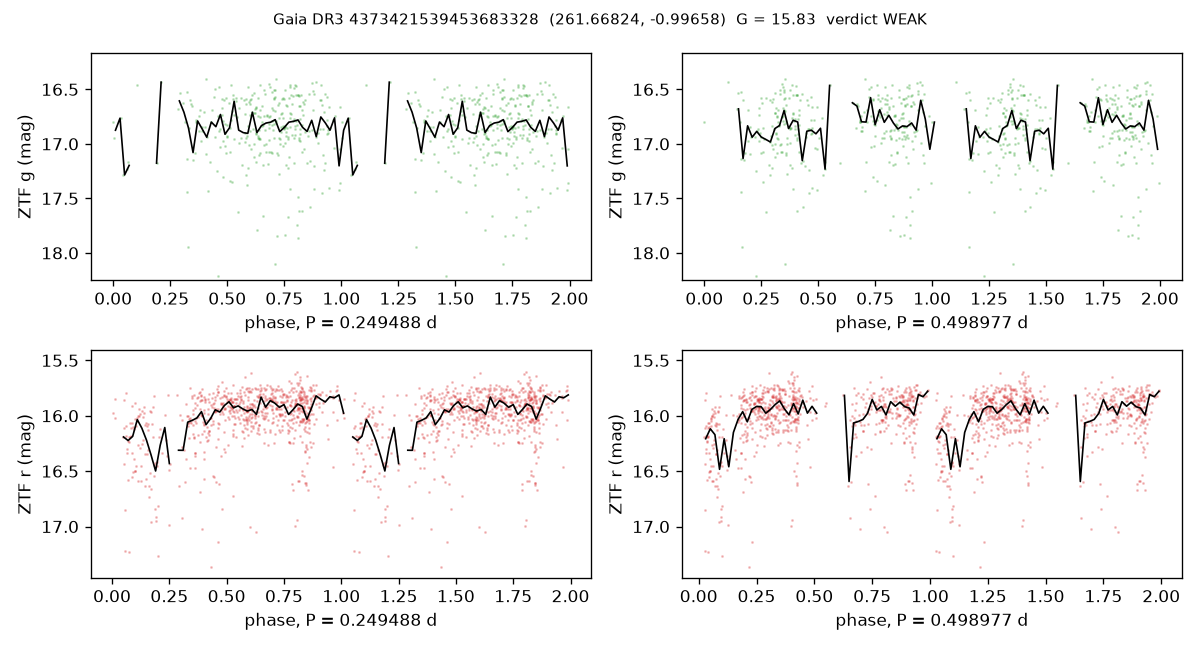 Gaia DR3 4373421539453683328  (261.66824, -0.99658)  G = 15.83  verdict WEAK
ZTF g (mag)
16.5
17.0
17.5
18.0
0.00 0.25 0.50 0.75 1.00 1.25 1.50 1.75 2.00
phase, P = 0.249488 d
ZTF g (mag)
16.5
17.0
17.5
18.0
0.00 0.25 0.50 0.75 1.00 1.25 1.50 1.75 2.00
phase, P = 0.498977 d
ZTF r (mag)
15.5
16.0
16.5
17.0
0.00 0.25 0.50 0.75 1.00 1.25 1.50 1.75 2.00
phase, P = 0.249488 d
ZTF r (mag)
15.5
16.0
16.5
17.0
0.00 0.25 0.50 0.75 1.00 1.25 1.50 1.75 2.00
phase, P = 0.498977 d